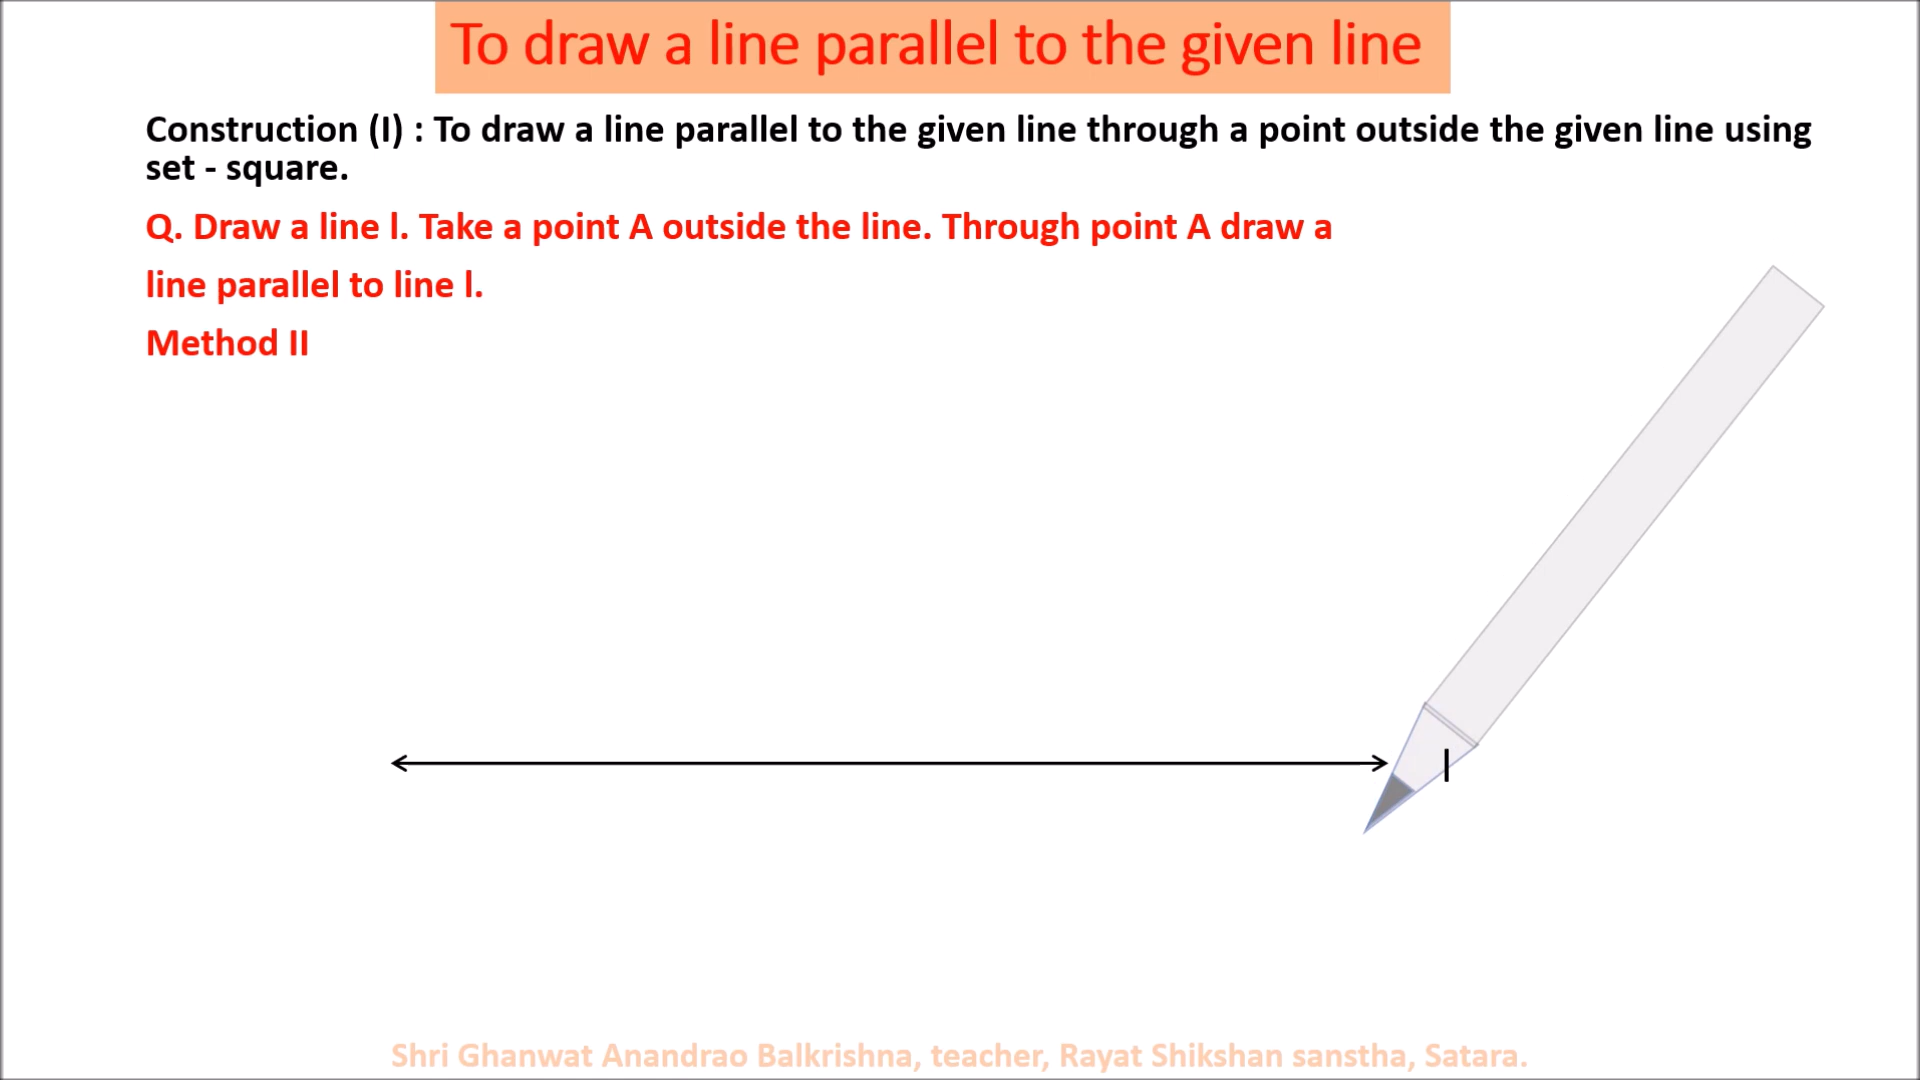 To draw a line parallel to the given line
Construction (I) : To draw a line parallel to the given line through a point outside the given line using
set - square.
Q. Draw a line l. Take a point A outside the line. Through point A draw a
line parallel to line l.
Method II
l
Shri Ghanwat Anandrao Balkrishna, teacher, Rayat Shikshan sanstha, Satara.